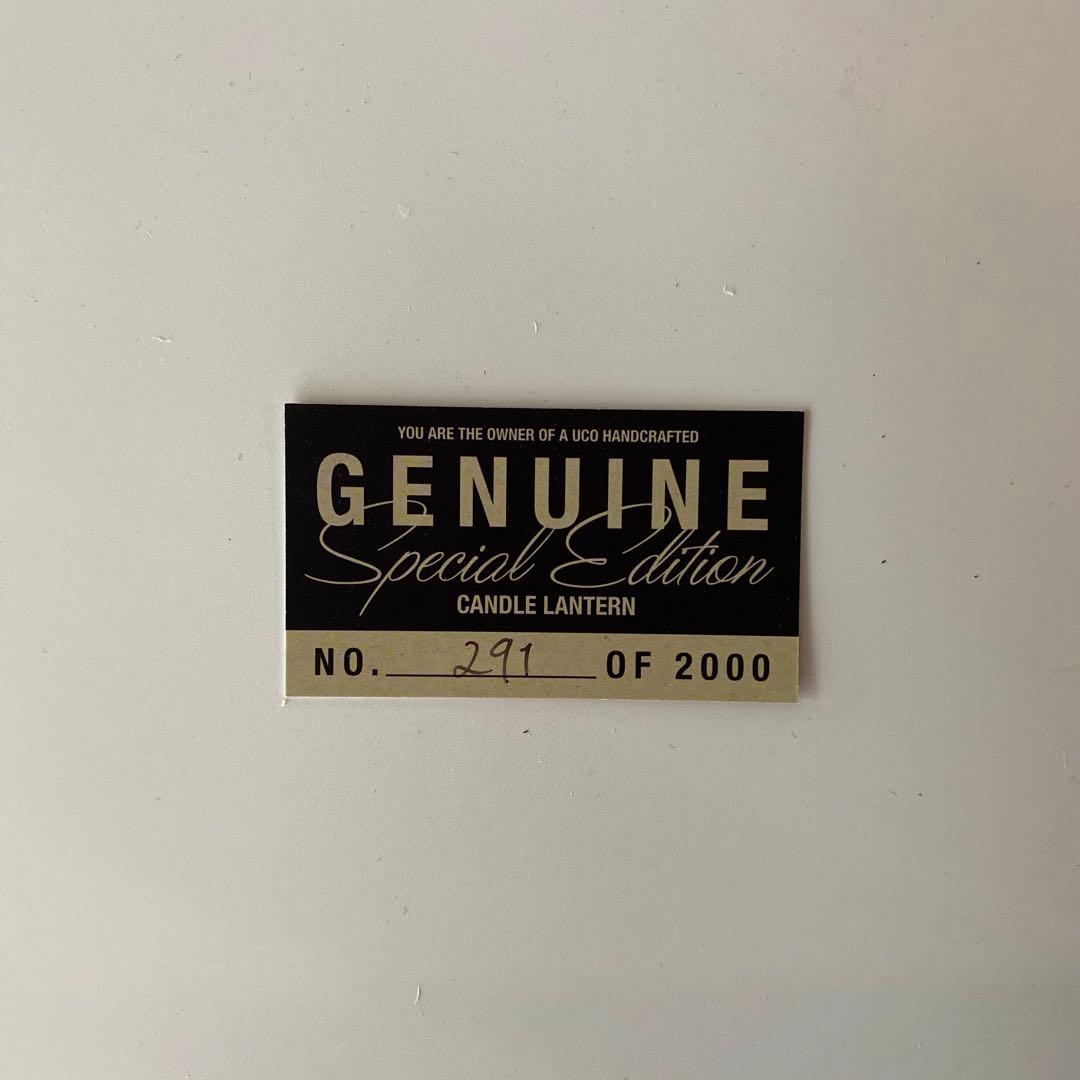 YOU ARE THE OWNER OF A UCO HANDCRAFTED
GENUINE
Special Edition
CANDLE LANTERN
NO. 291 OF 2000